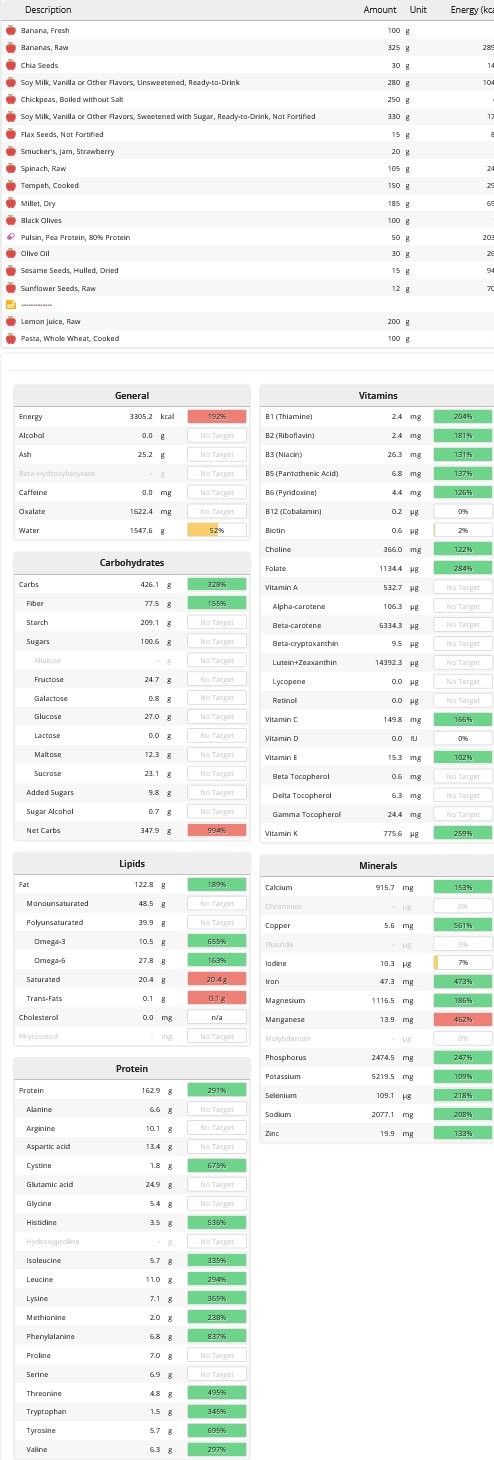 Description Amount Unit Energy (kca
Banana, Fresh 100 g
Bananas, Raw 325 g 289
Chia Seeds 30 g 14
Soy Milk, Vanilla or Other Flavors, Unsweetened, Ready-to-Drink 280 g 104
Chickpeas, Boiled without Salt 250 g
Soy Milk, Vanilla or Other Flavors, Sweetened with Sugar, Ready-to-Drink, Not Fortified 330 g 17
Flax Seeds, Not Fortified 15 g 8
Smucker's, Jam, Strawberry 20 g
Spinach, Raw 105 g 24
Tempeh, Cooked 150 g 29
Millet, Dry 185 g 69
Black Olives 100 g
Pulsin, Pea Protein, 80% Protein 50 g 203
Olive Oil 30 g 26
Sesame Seeds, Hulled, Dried 15 g 94
Sunflower Seeds, Raw 12 g 70
-------------
Lemon Juice, Raw 200 g
Pasta, Whole Wheat, Cooked 100 g
General
Energy 3305.2 kcal 192%
Alcohol 0.0 g No Target
Ash 25.2 g No Target
Beta-Hydroxybutyrate - g No Target
Caffeine 0.0 mg No Target
Oxalate 1622.4 mg No Target
Water 1547.6 g 52%
Carbohydrates
Carbs 426.1 g 328%
Fiber 77.5 g 155%
Starch 209.1 g No Target
Sugars 100.6 g No Target
Allulose - g No Target
Fructose 24.7 g No Target
Galactose 0.8 g No Target
Glucose 27.0 g No Target
Lactose 0.0 g No Target
Maltose 12.3 g No Target
Sucrose 23.1 g No Target
Added Sugars 9.8 g No Target
Sugar Alcohol 0.7 g No Target
Net Carbs 347.9 g 994%
Lipids
Fat 122.8 g 189%
Monounsaturated 48.5 g No Target
Polyunsaturated 39.9 g No Target
Omega-3 10.5 g 655%
Omega-6 27.8 g 163%
Saturated 20.4 g 20.4 g
Trans-Fats 0.1 g 0.1 g
Cholesterol 0.0 mg n/a
Phytosterol - mg No Target
Protein
Protein 162.9 g 291%
Alanine 6.6 g No Target
Arginine 10.1 g No Target
Aspartic acid 13.4 g No Target
Cystine 1.8 g 675%
Glutamic acid 24.9 g No Target
Glycine 5.4 g No Target
Histidine 3.5 g 536%
Hydroxyproline - g No Target
Isoleucine 5.7 g 335%
Leucine 11.0 g 294%
Lysine 7.1 g 365%
Methionine 2.0 g 238%
Phenylalanine 6.8 g 837%
Proline 7.0 g No Target
Serine 6.9 g No Target
Threonine 4.8 g 495%
Tryptophan 1.5 g 345%
Tyrosine 5.7 g 695%
Valine 6.3 g 297%
Vitamins
B1 (Thiamine) 2.4 mg 204%
B2 (Riboflavin) 2.4 mg 181%
B3 (Niacin) 26.3 mg 131%
B5 (Pantothenic Acid) 6.8 mg 137%
B6 (Pyridoxine) 4.4 mg 126%
B12 (Cobalamin) 0.2 µg 0%
Biotin 0.6 µg 2%
Choline 366.0 mg 122%
Folate 1134.4 µg 284%
Vitamin A 532.7 µg No Target
Alpha-carotene 106.3 µg No Target
Beta-carotene 6334.3 µg No Target
Beta-cryptoxanthin 9.5 µg No Target
Lutein+Zeaxanthin 14392.3 µg No Target
Lycopene 0.0 µg No Target
Retinol 0.0 µg No Target
Vitamin C 149.8 mg 166%
Vitamin D 0.0 IU 0%
Vitamin E 15.3 mg 102%
Beta Tocopherol 0.6 mg No Target
Delta Tocopherol 6.3 mg No Target
Gamma Tocopherol 24.4 mg No Target
Vitamin K 775.6 µg 259%
Minerals
Calcium 915.7 mg 153%
Chromium - µg 0%
Copper 5.6 mg 561%
Fluoride - µg 0%
Iodine 10.3 µg 7%
Iron 47.3 mg 473%
Magnesium 1116.5 mg 186%
Manganese 13.9 mg 462%
Molybdenum - µg 0%
Phosphorus 2474.5 mg 247%
Potassium 5219.5 mg 109%
Selenium 109.1 µg 218%
Sodium 2077.1 mg 208%
Zinc 19.9 mg 133%